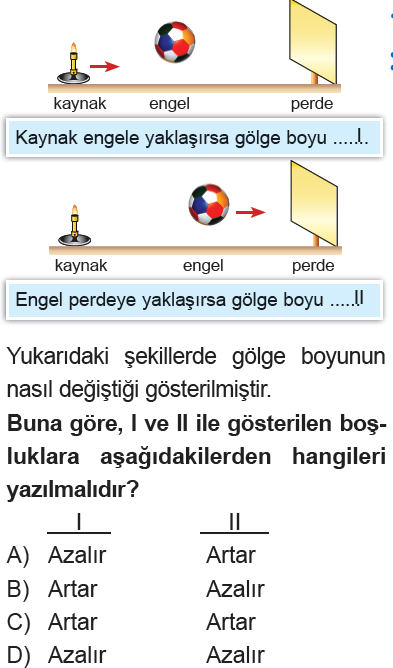 kaynak engel perde
Kaynak engele yaklaşırsa gölge boyu ....I..
kaynak engel perde
Engel perdeye yaklaşırsa gölge boyu .....II
Yukarıdaki şekillerde gölge boyunun
nasıl değiştiği gösterilmiştir.
Buna göre, I ve II ile gösterilen boş-
luklara aşağıdakilerden hangileri
yazılmalıdır?
I II
A) Azalır Artar
B) Artar Azalır
C) Artar Artar
D) Azalır Azalır